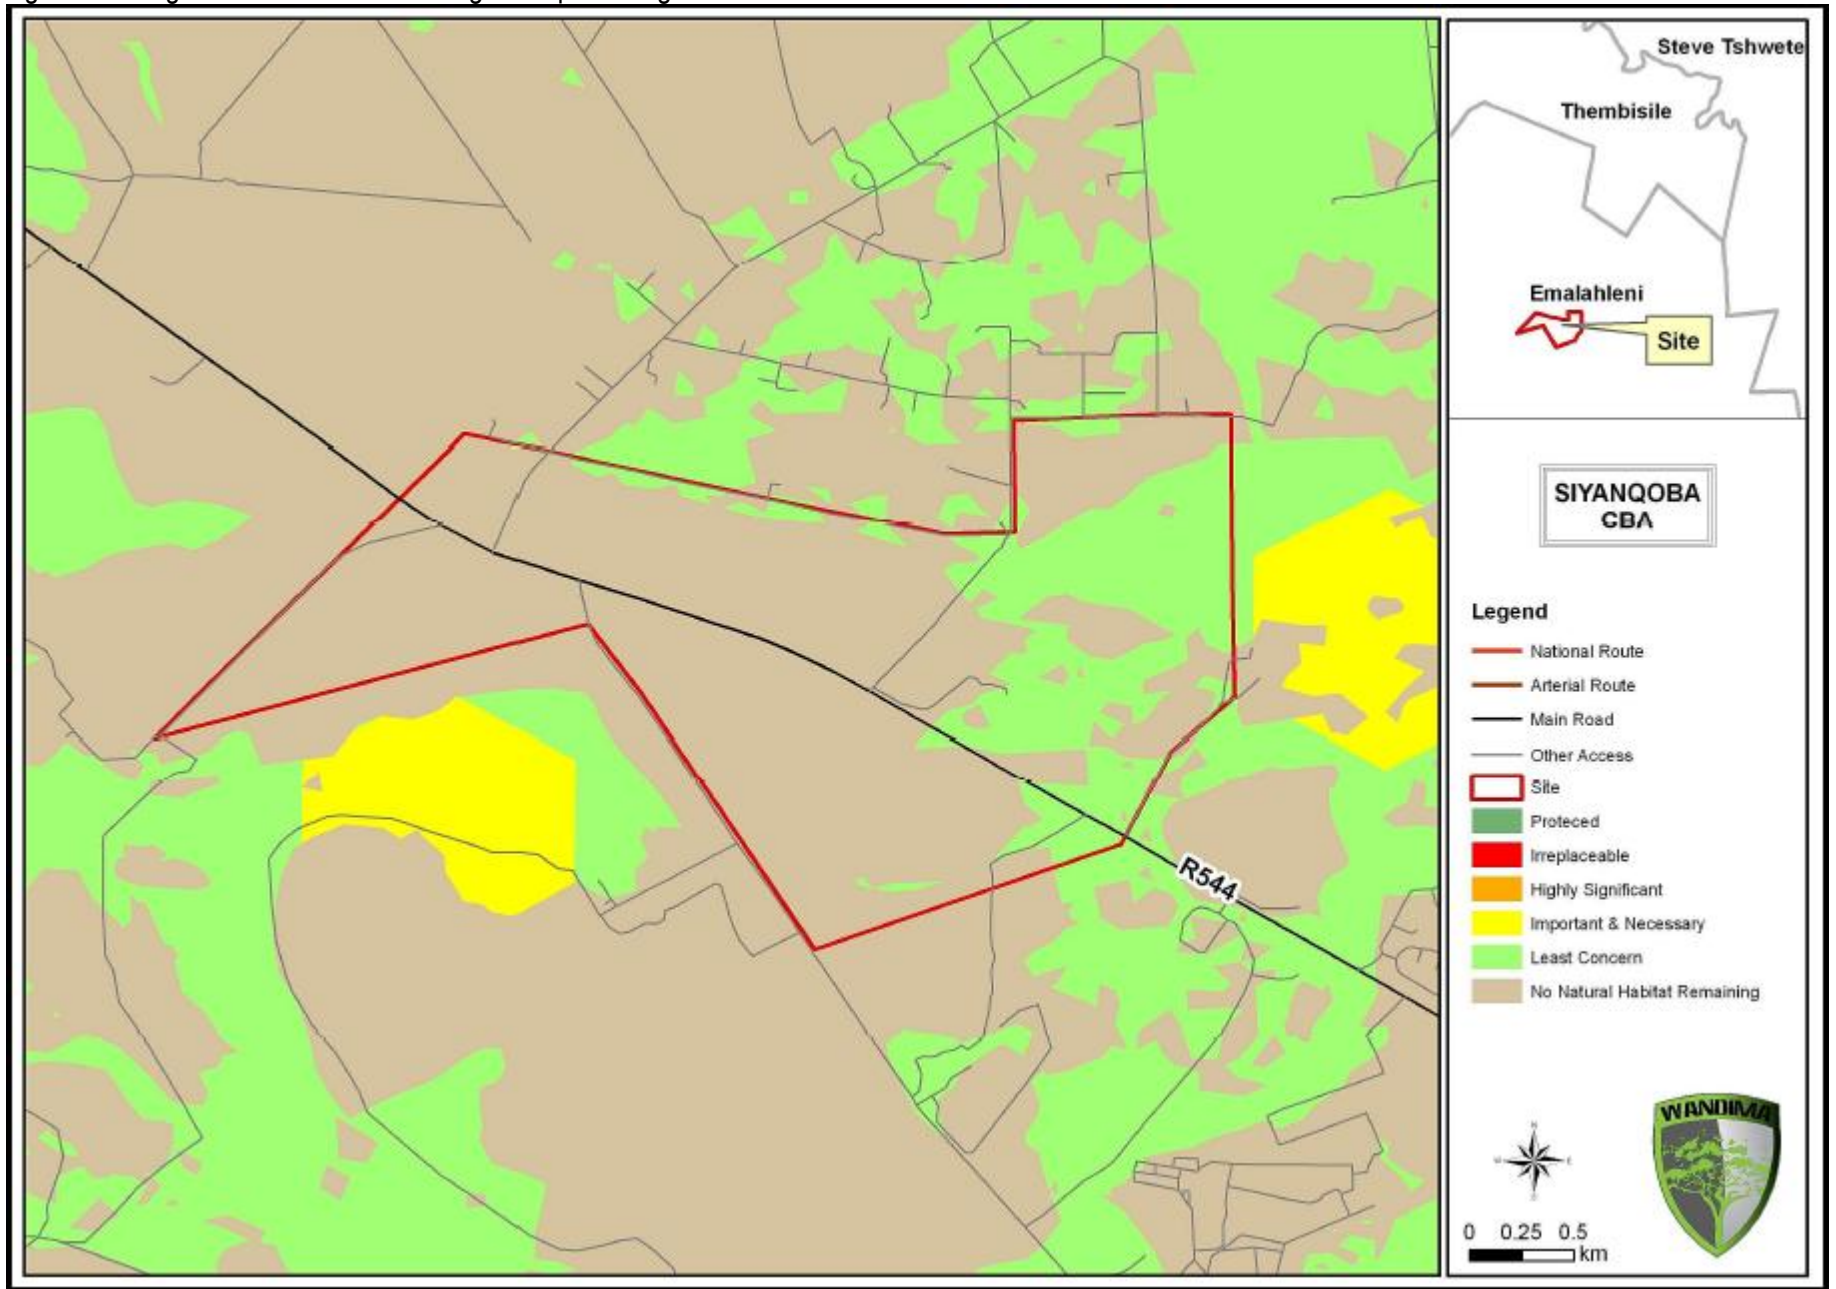 R544
Steve Tshwete
Thembisile
Emalahleni
Site
SIYANQOBA
CBA
Legend
National Route
Arterial Route
Main Road
Other Access
Site
Proteced
Irreplaceable
Highly Significant
Important & Necessary
Least Concern
No Natural Habitat Remaining
WANDIMA
N
E
0 0.25 0.5
km